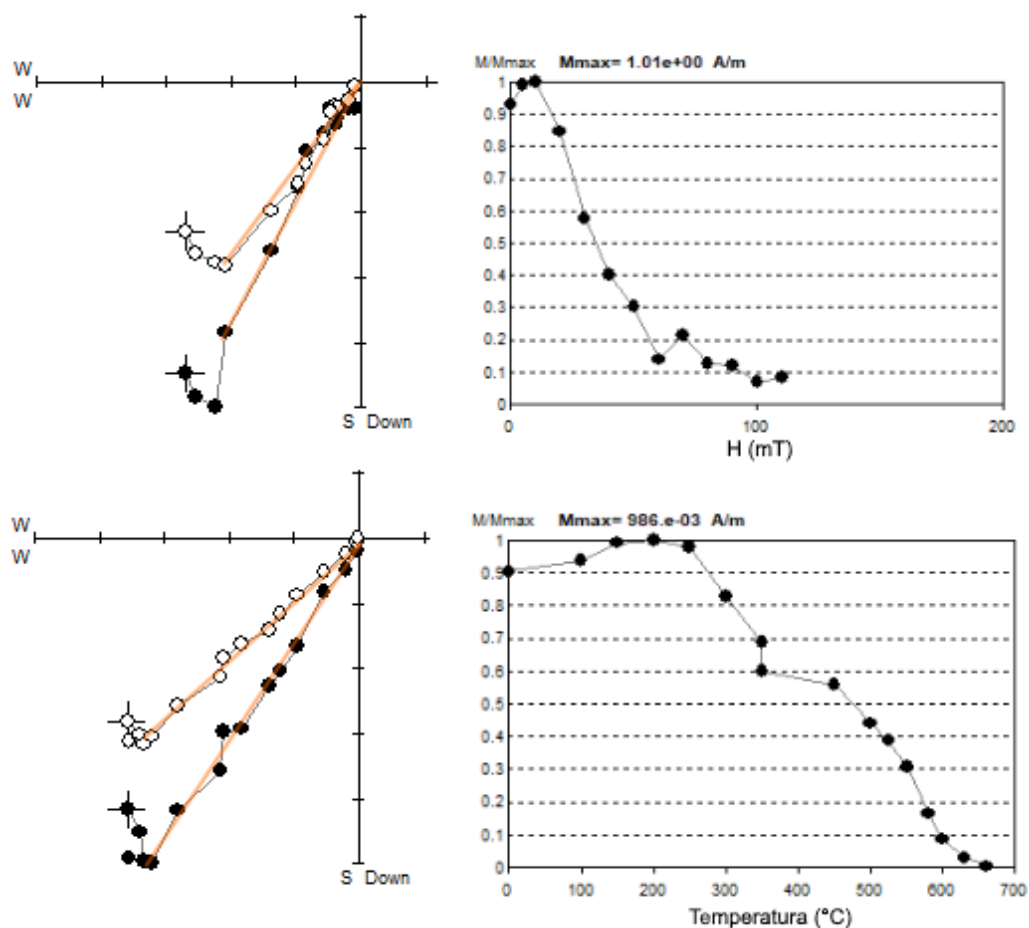 W
W
S Down
M/Mmax Mmax= 1.01e+00 A/m
1
0.9
0.8
0.7
0.6
0.5
0.4
0.3
0.2
0.1
0
0 100 200
H (mT)
W
W
S Down
M/Mmax Mmax= 986.e-03 A/m
1
0.9
0.8
0.7
0.6
0.5
0.4
0.3
0.2
0.1
0
0 100 200 300 400 500 600 700
Temperatura (°C)